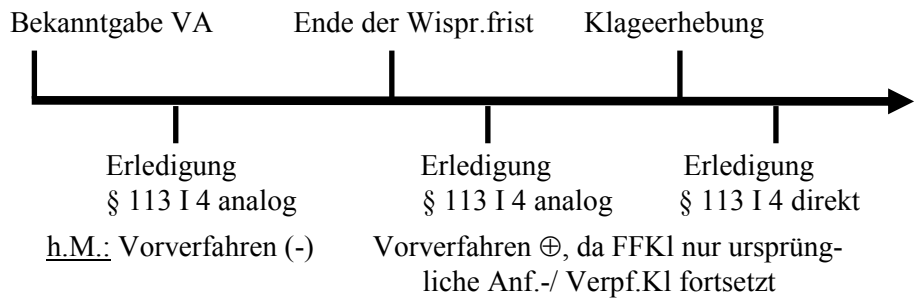 Bekanntgabe VA Ende der Wispr.frist Klageerhebung
Erledigung Erledigung Erledigung
§ 113 I 4 analog § 113 I 4 analog § 113 I 4 direkt
h.M.: Vorverfahren (-) Vorverfahren ⊕, da FFKl nur ursprüng-
liche Anf.-/ Verpf.Kl fortsetzt